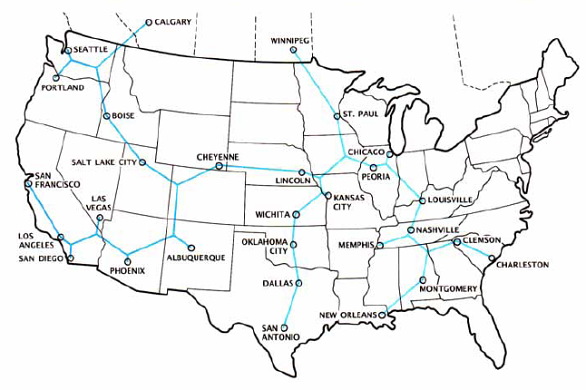 CALGARY
WINNIPEG
SEATTLE
PORTLAND
BOISE
ST. PAUL
SALT LAKE CITY
CHEYENNE
CHICAGO
PEORIA
LINCOLN
SAN
FRANCISCO
LAS
VEGAS
KANSAS
CITY
LOUISVILLE
WICHITA
LOS
ANGELES
SAN DIEGO
PHOENIX
ALBUQUERQUE
OKLAHOMA
CITY
MEMPHIS
NASHVILLE
CLEMSON
CHARLESTON
DALLAS
MONTGOMERY
NEW ORLEANS
SAN
ANTONIO